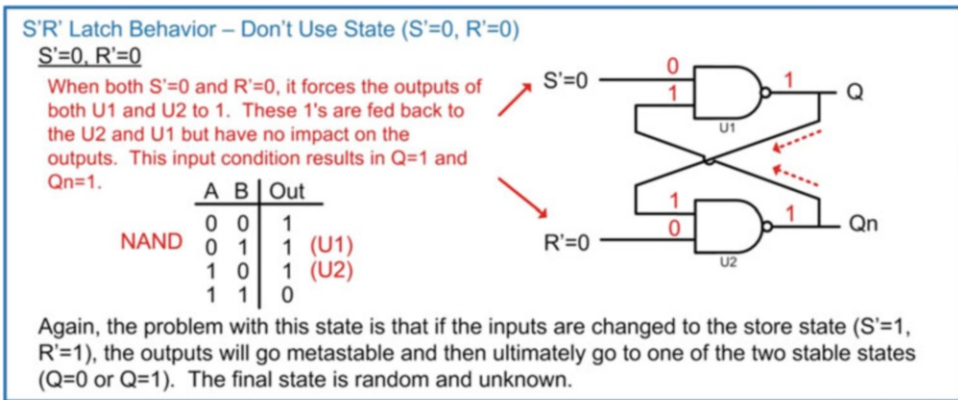 S'R' Latch Behavior – Don't Use State (S'=0, R'=0)
S'=0, R'=0
When both S'=0 and R'=0, it forces the outputs of
both U1 and U2 to 1. These 1's are fed back to
the U2 and U1 but have no impact on the
outputs. This input condition results in Q=1 and
Qn=1.
A B Out
0 0 1
NAND 0 1 1 (U1)
1 0 1 (U2)
1 1 0
S'=0 0 1 Q
1
U1
1
R'=0 0 1 Qn
U2
Again, the problem with this state is that if the inputs are changed to the store state (S'=1,
R'=1), the outputs will go metastable and then ultimately go to one of the two stable states
(Q=0 or Q=1). The final state is random and unknown.